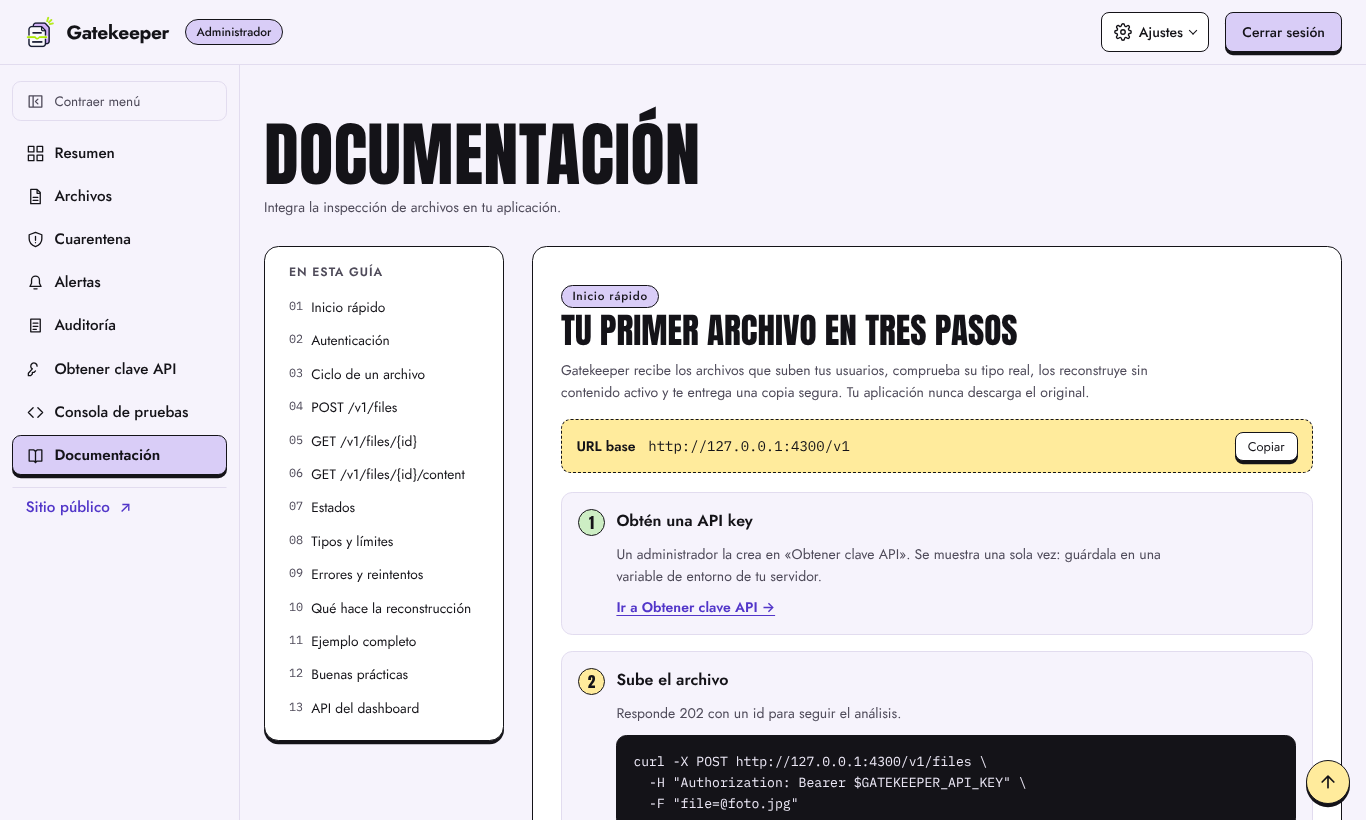 Gatekeeper
Administrador
Ajustes
Cerrar sesión
Contraer menú
Resumen
Archivos
Cuarentena
Alertas
Auditoría
Obtener clave API
Consola de pruebas
Documentación
Sitio público
DOCUMENTACIÓN
Integra la inspección de archivos en tu aplicación.
EN ESTA GUÍA
01 Inicio rápido
02 Autenticación
03 Ciclo de un archivo
04 POST /v1/files
05 GET /v1/files/{id}
06 GET /v1/files/{id}/content
07 Estados
08 Tipos y límites
09 Errores y reintentos
10 Qué hace la reconstrucción
11 Ejemplo completo
12 Buenas prácticas
13 API del dashboard
Inicio rápido
TU PRIMER ARCHIVO EN TRES PASOS
Gatekeeper recibe los archivos que suben tus usuarios, comprueba su tipo real, los reconstruye sin
contenido activo y te entrega una copia segura. Tu aplicación nunca descarga el original.
URL base http://127.0.0.1:4300/v1
Copiar
1 Obtén una API key
Un administrador la crea en «Obtener clave API». Se muestra una sola vez: guárdala en una
variable de entorno de tu servidor.
Ir a Obtener clave API →
2 Sube el archivo
Responde 202 con un id para seguir el análisis.
curl -X POST http://127.0.0.1:4300/v1/files \
-H "Authorization: Bearer $GATEKEEPER_API_KEY" \
-F "file=@foto.jpg"